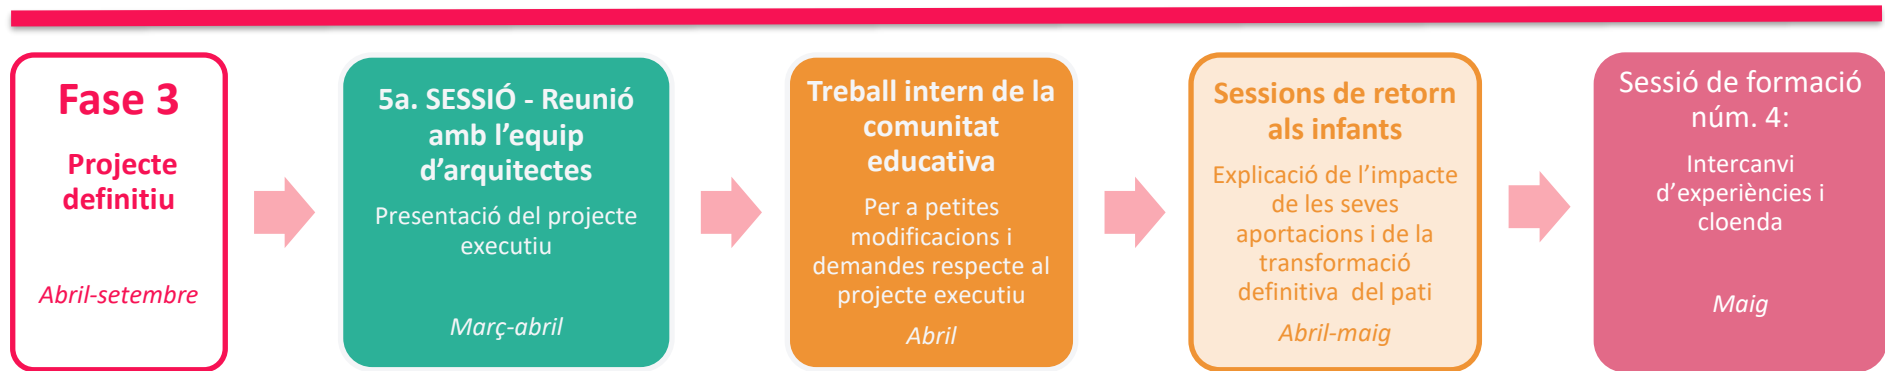 Fase 3
Projecte
definitiu
Abril-setembre
5a. SESSIÓ - Reunió
amb l’equip
d’arquitectes
Presentació del projecte
executiu
Març-abril
Treball intern de la
comunitat
educativa
Per a petites
modificacions i
demandes respecte al
projecte executiu
Abril
Sessions de retorn
als infants
Explicació de l’impacte
de les seves
aportacions i de la
transformació
definitiva del pati
Abril-maig
Sessió de formació
núm. 4:
Intercanvi
d’experiències i
cloenda
Maig